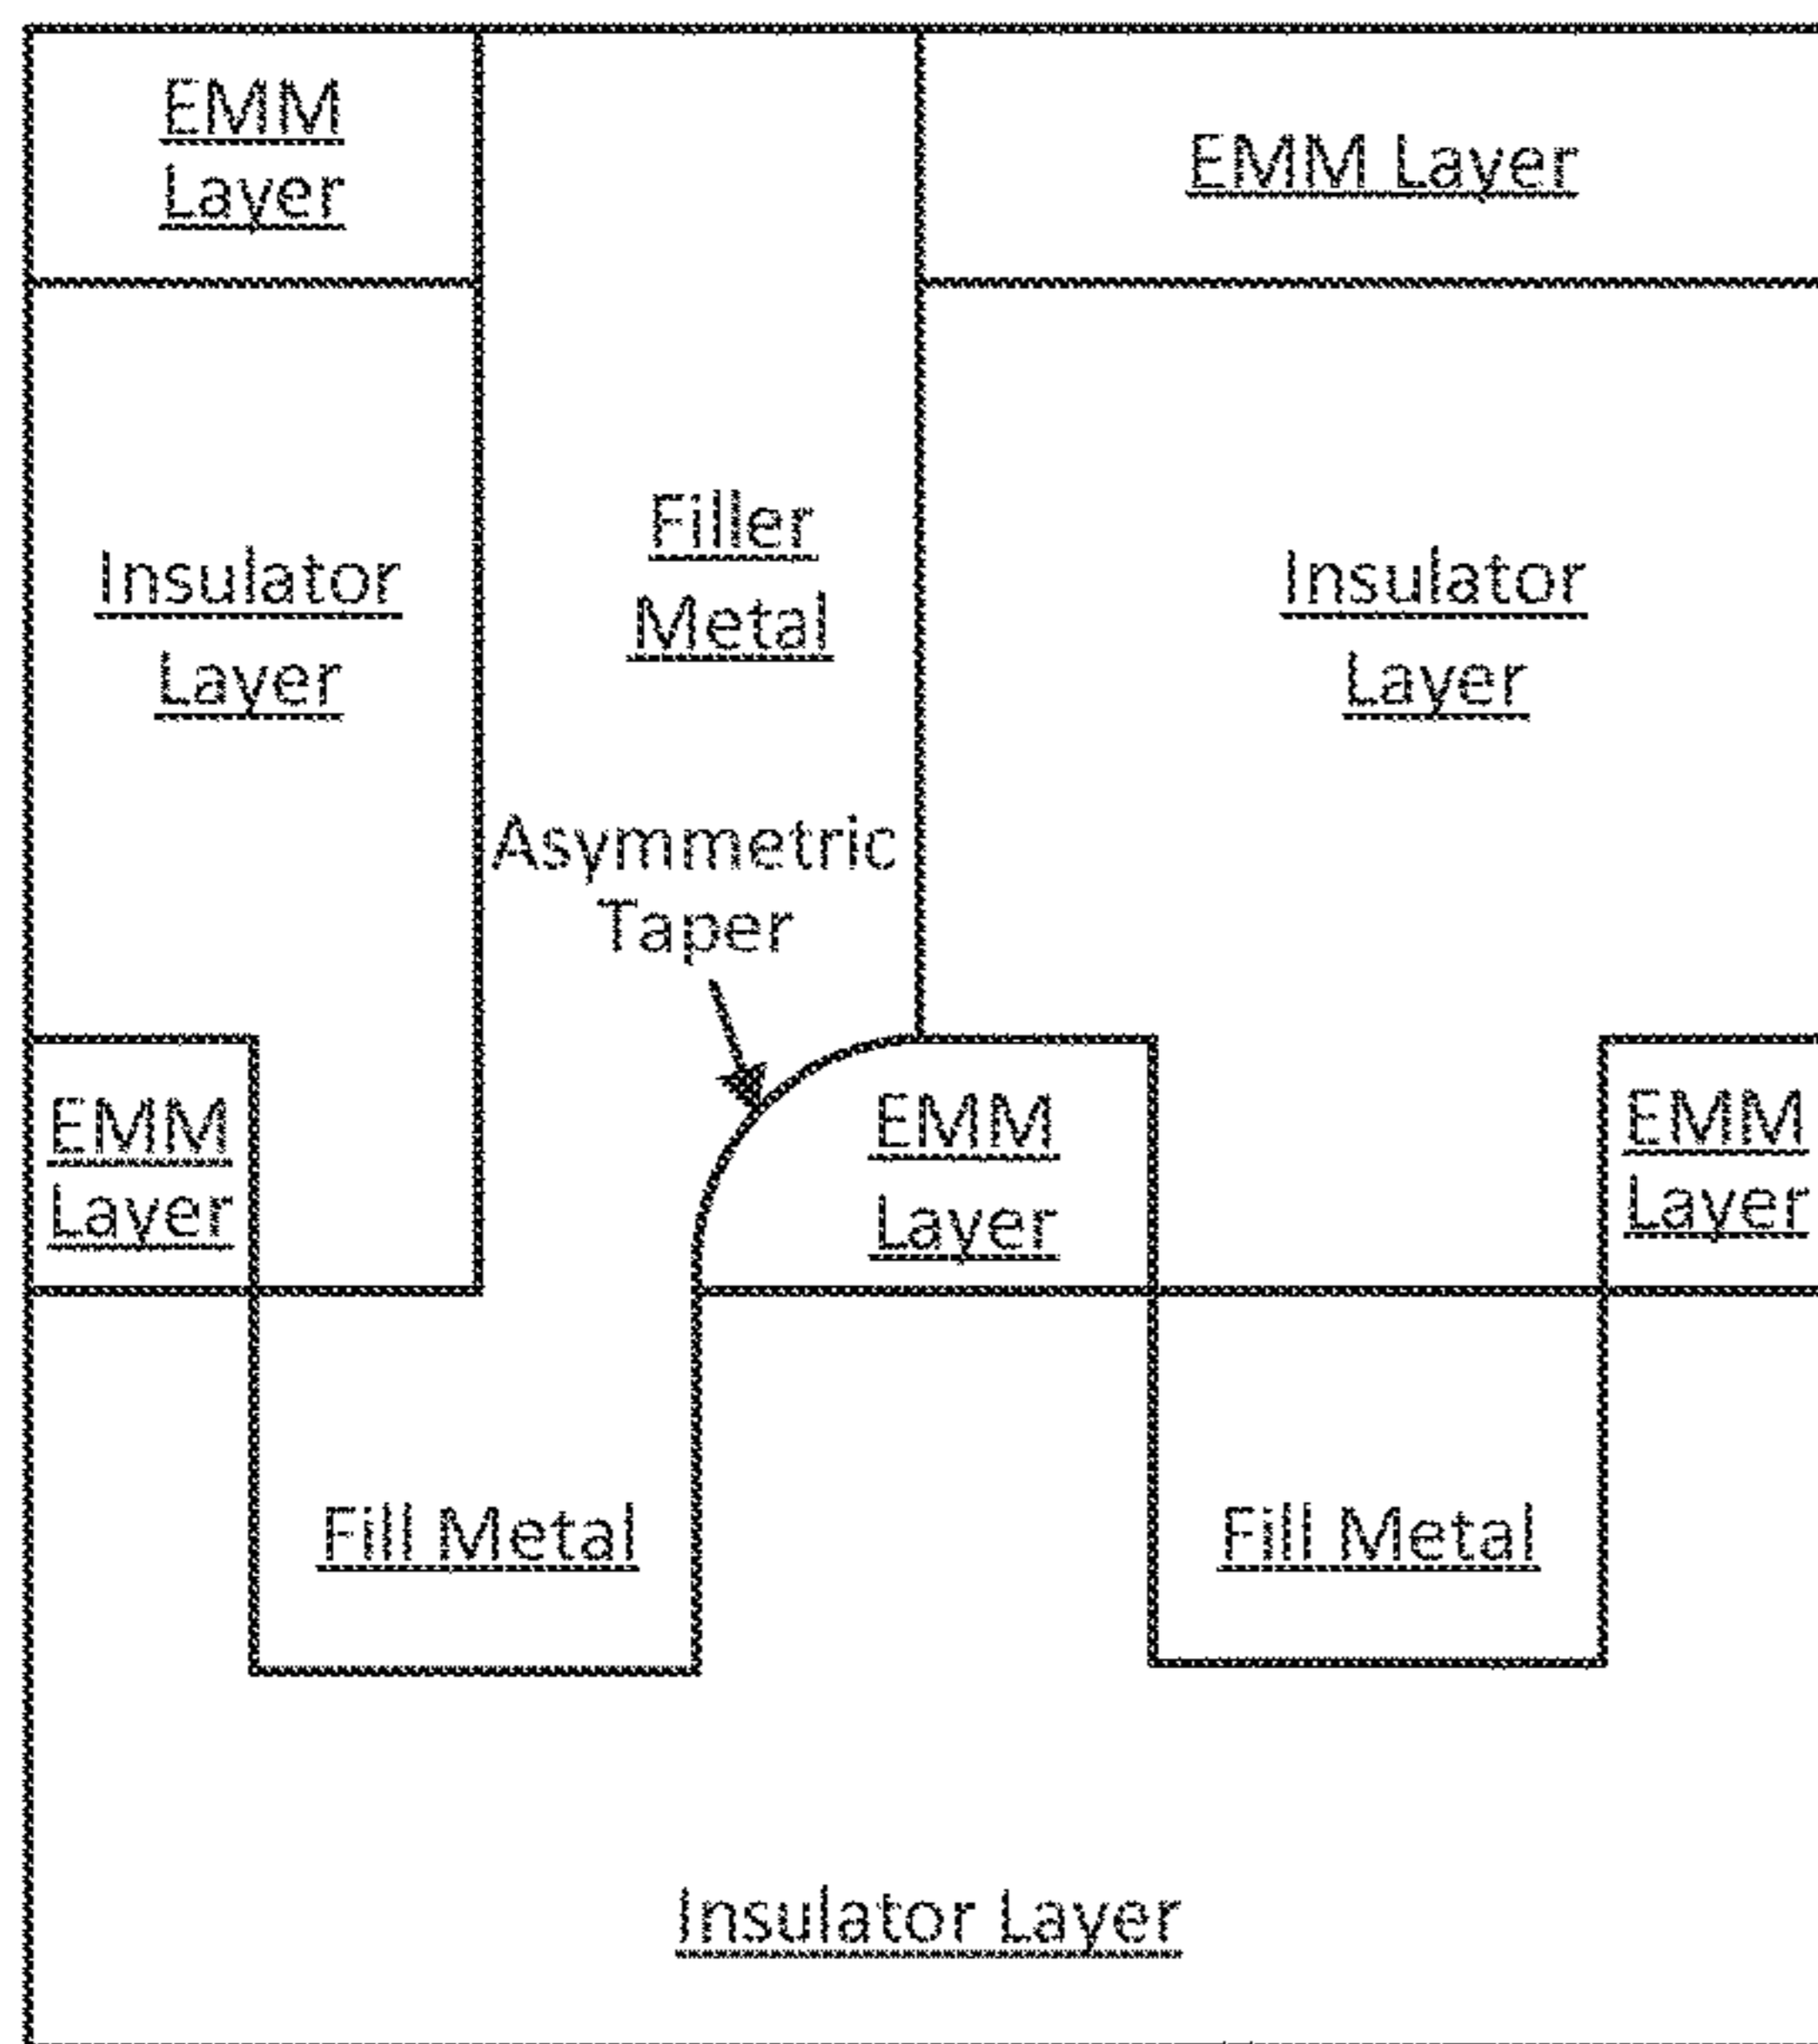 EMM
Layer
EMM Layer
Insulator
Layer
Filler
Metal
Insulator
Layer
Asymmetric
Taper
EMM
Layer
EMM
Layer
EMM
Layer
Fill Metal
Fill Metal
Insulator Layer